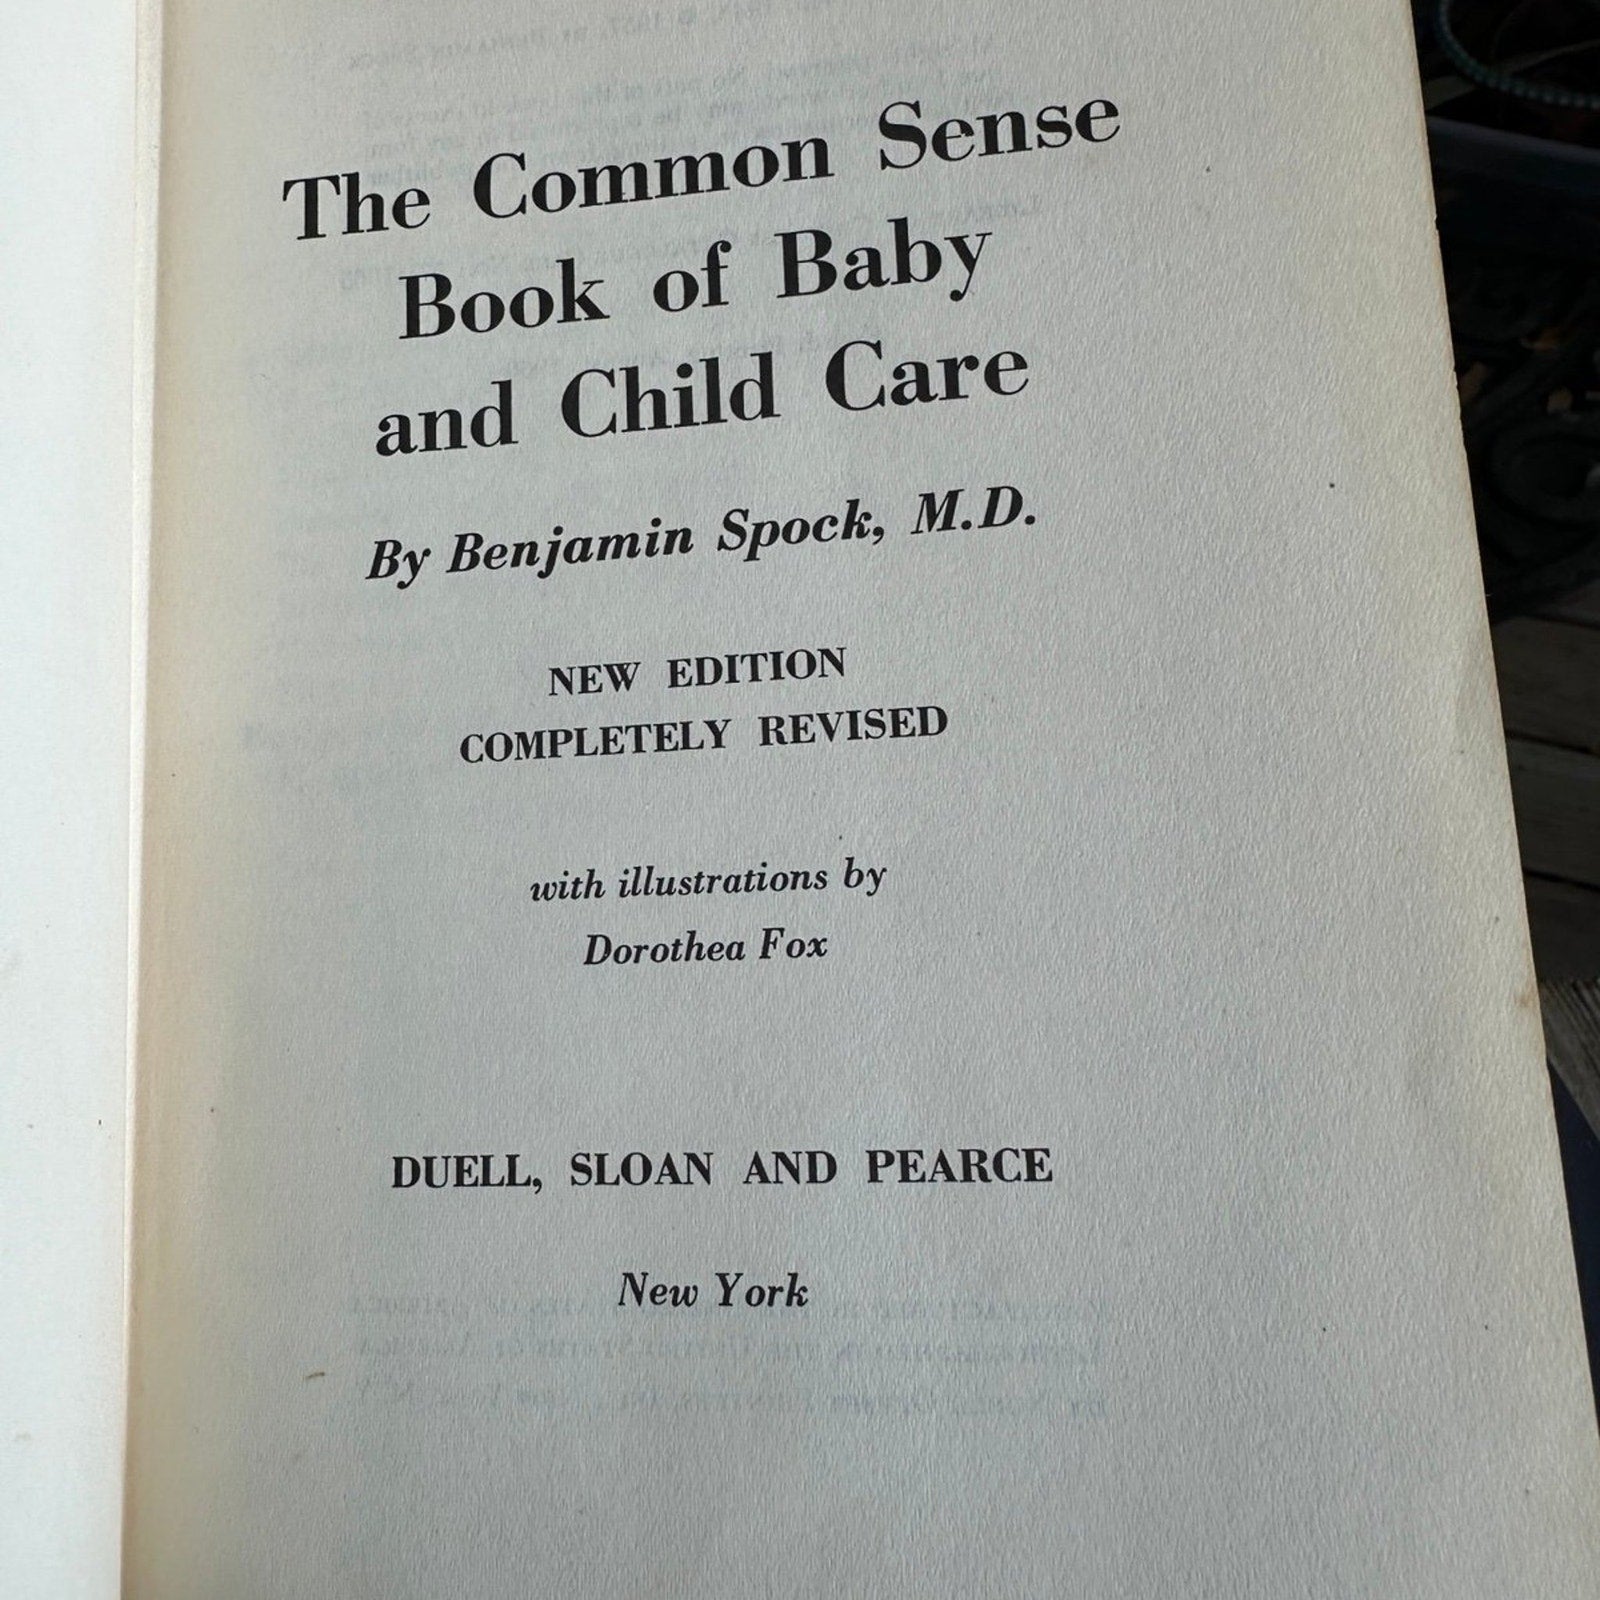 The Common Sense
Book of Baby
and Child Care
By Benjamin Spock, M.D.
NEW EDITION
COMPLETELY REVISED
with illustrations by
Dorothea Fox
DUELL, SLOAN AND PEARCE
New York